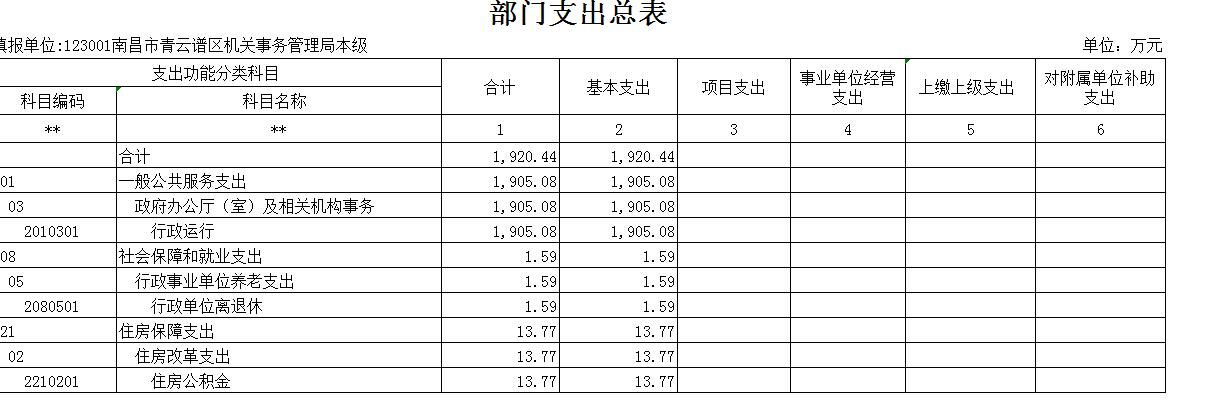 部门支出总表
填报单位:123001南昌市青云谱区机关事务管理局本级 单位：万元
支出功能分类科目 合计 基本支出 项目支出 事业单位经营支出 上缴上级支出 对附属单位补助支出
科目编码 科目名称
** ** 1 2 3 4 5 6
合计 1,920.44 1,920.44
01 一般公共服务支出 1,905.08 1,905.08
03 政府办公厅（室）及相关机构事务 1,905.08 1,905.08
2010301 行政运行 1,905.08 1,905.08
08 社会保障和就业支出 1.59 1.59
05 行政事业单位养老支出 1.59 1.59
2080501 行政单位离退休 1.59 1.59
21 住房保障支出 13.77 13.77
02 住房改革支出 13.77 13.77
2210201 住房公积金 13.77 13.77